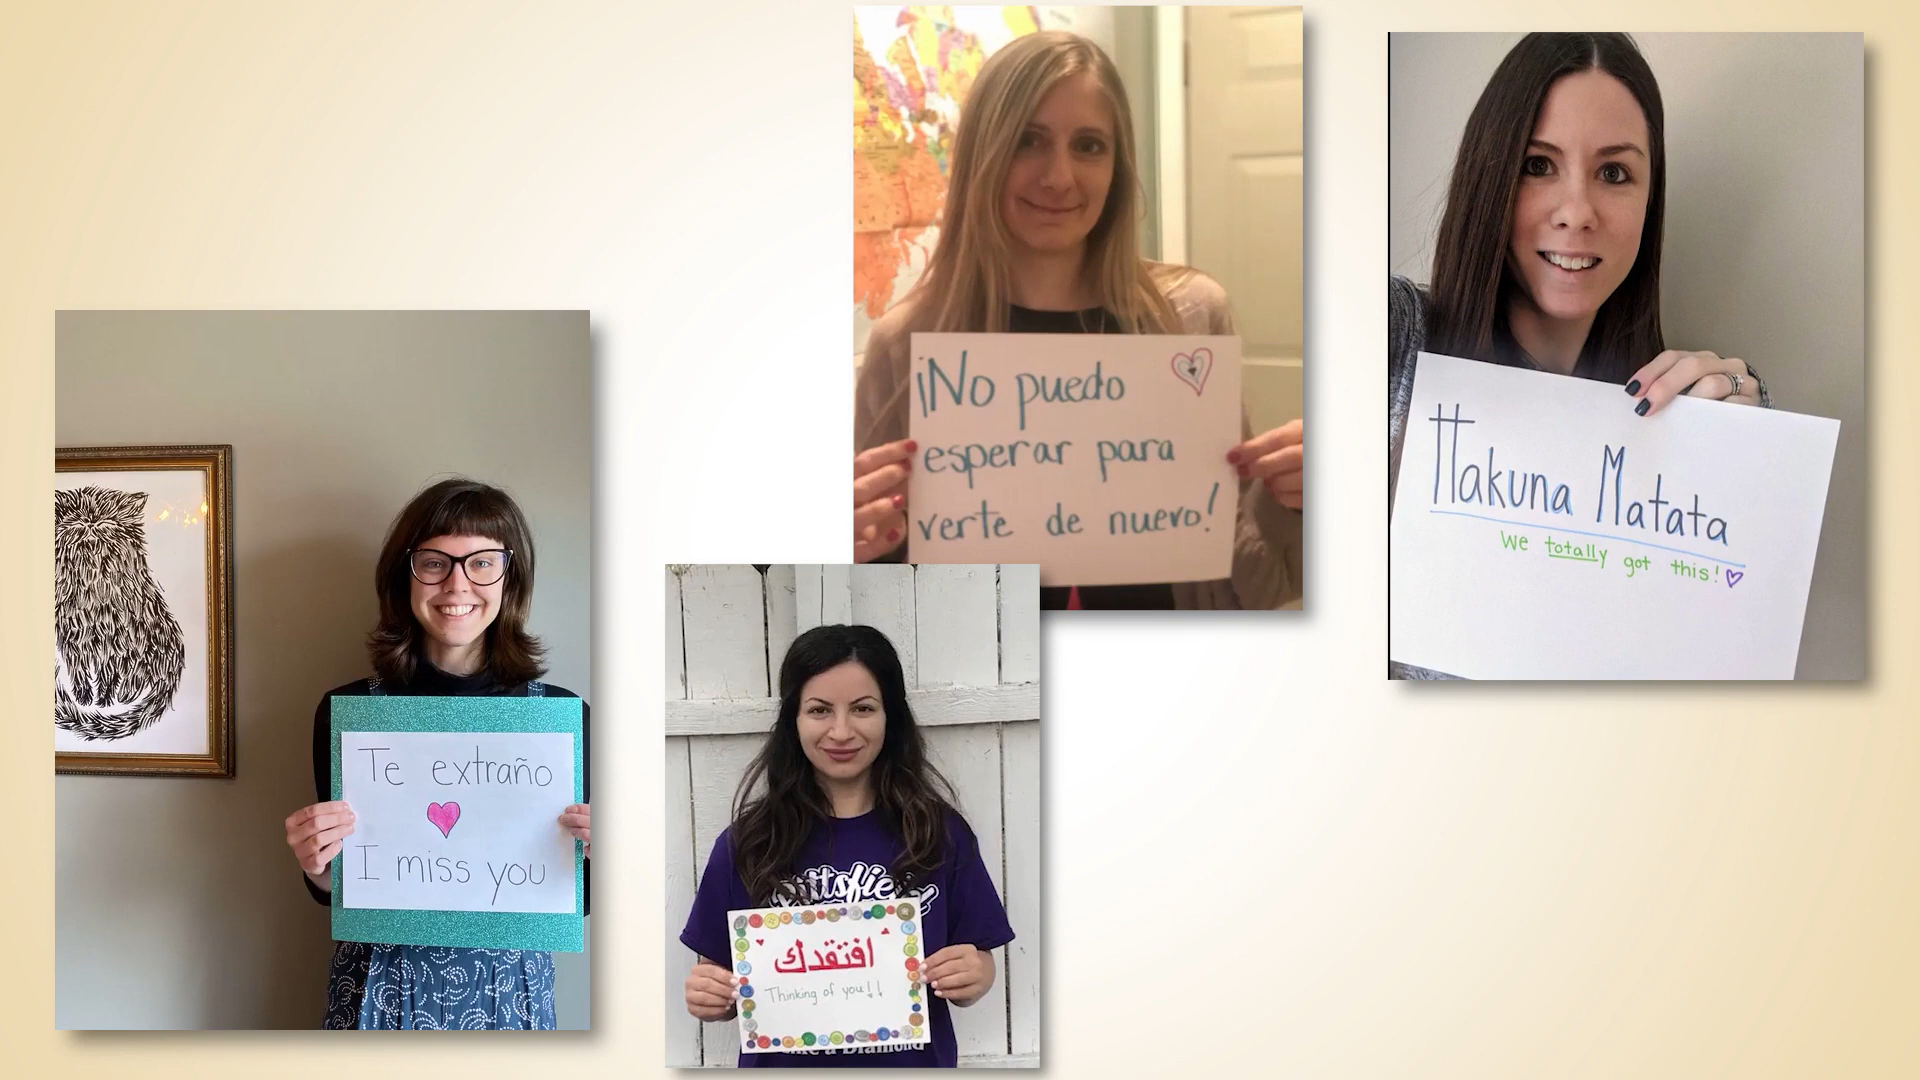 ¡No puedo
esperar para
verte de nuevo!
Hakuna Matata
We totally got this!
Te extraño
I miss you
افتقدك
Thinking of you!!
a Diamond